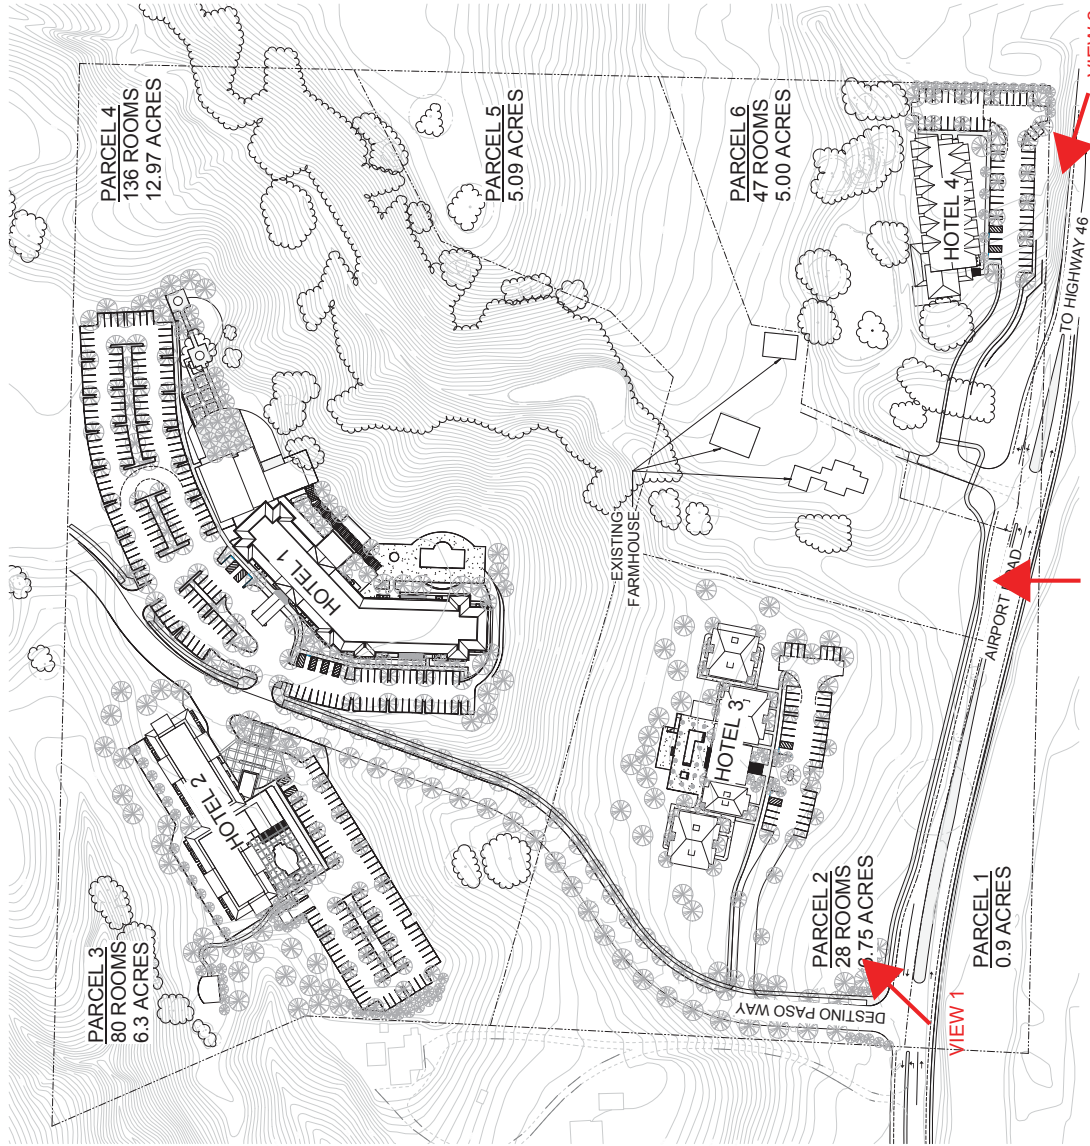 PARCEL 4
136 ROOMS
12.97 ACRES
PARCEL 5
5.09 ACRES
PARCEL 6
47 ROOMS
5.00 ACRES
HOTEL 4
TO HIGHWAY 46
HOTEL 1
EXISTING
FARMHOUSE
HOTEL 2
HOTEL 3
AIRPORT
PARCEL 3
80 ROOMS
6.3 ACRES
PARCEL 2
28 ROOMS
.75 ACRES
PARCEL 1
0.9 ACRES
DESTINO PASO WAY
VIEW 1
VIEW